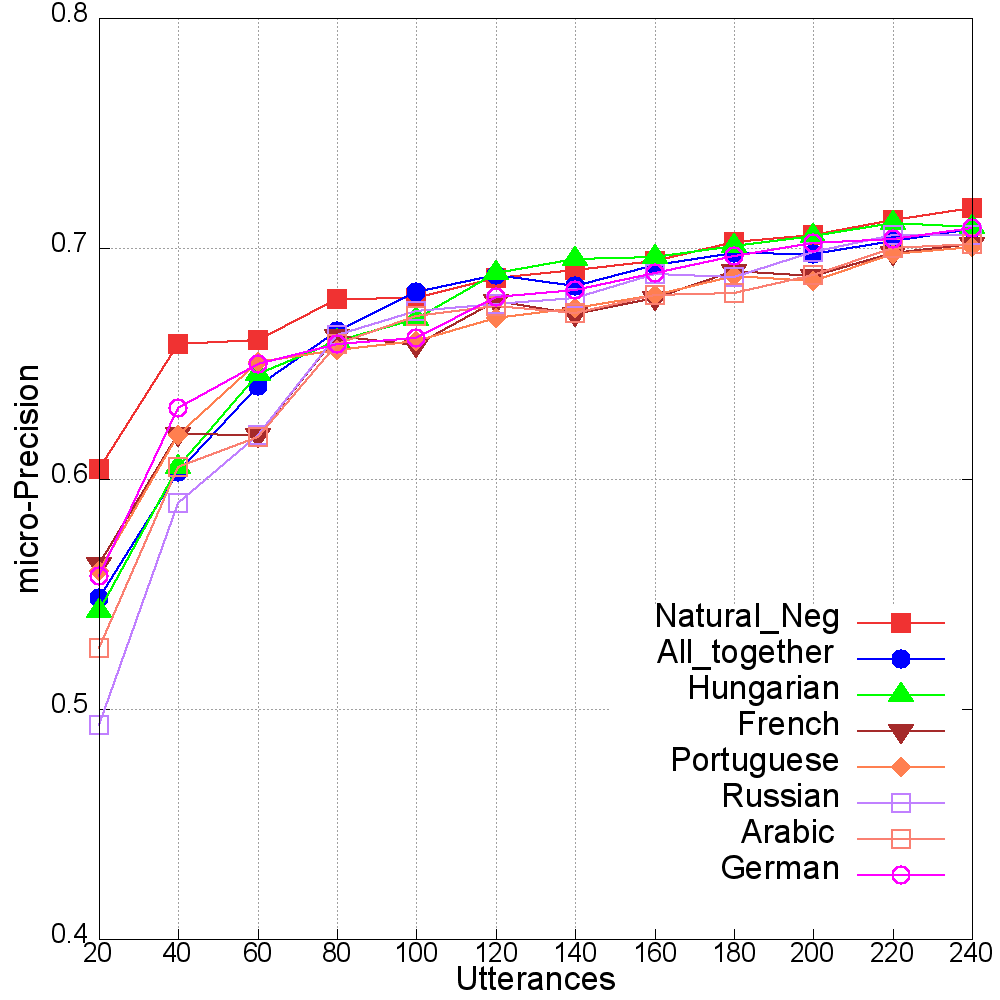 0.8
0.7
0.6
0.5
0.4
micro-Precision
20 40 60 80 100 120 140 160 180 200 220 240
Utterances
Natural_Neg
All_together
Hungarian
French
Portuguese
Russian
Arabic
German